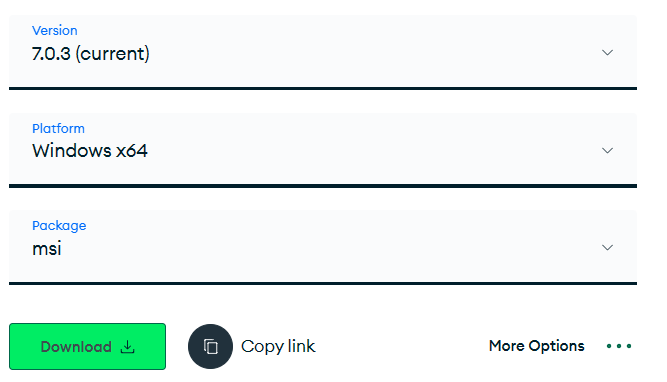 Version
7.0.3 (current)
Platform
Windows x64
Package
msi
Download Copy link More Options